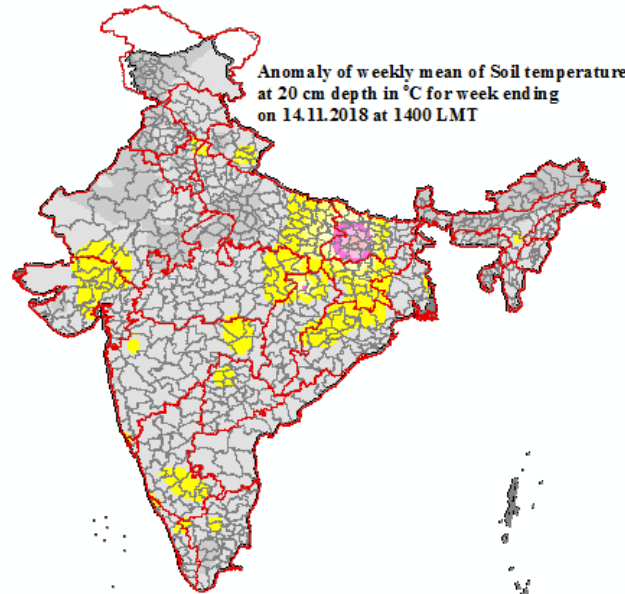 Anomaly of weekly mean of Soil temperature
at 20 cm depth in °C for week ending
on 14.11.2018 at 1400 LMT